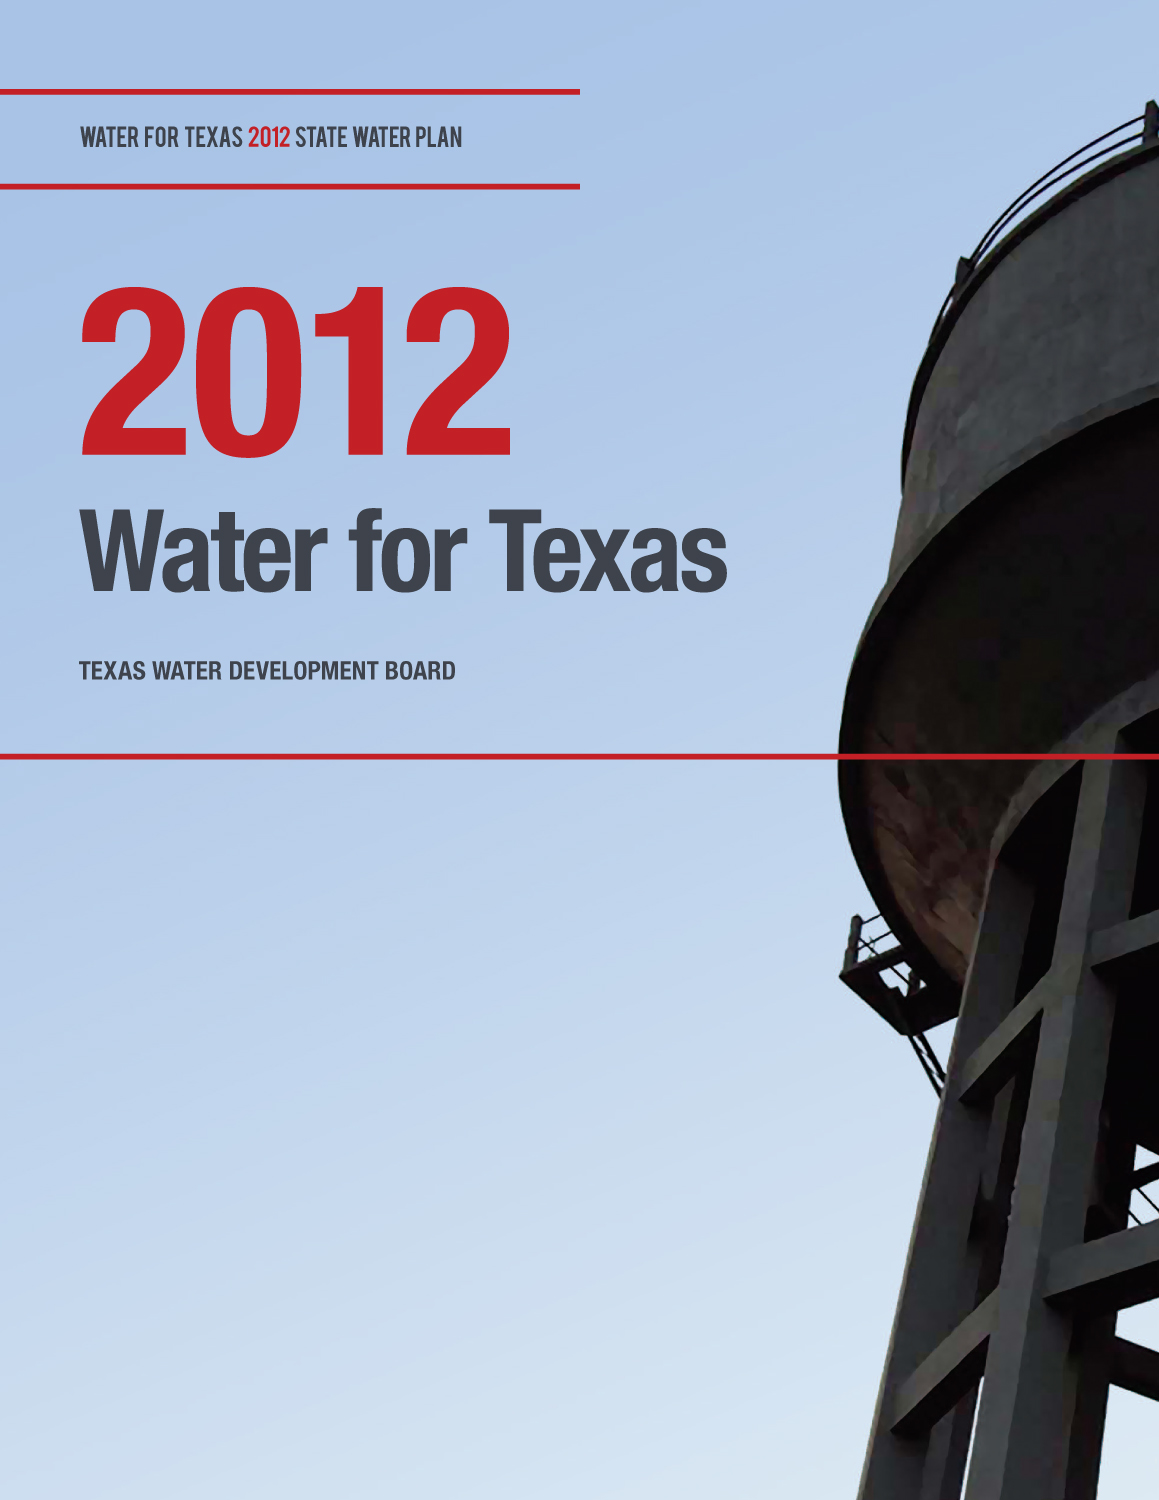 WATER FOR TEXAS 2012 STATE WATER PLAN
2012
Water for Texas
TEXAS WATER DEVELOPMENT BOARD